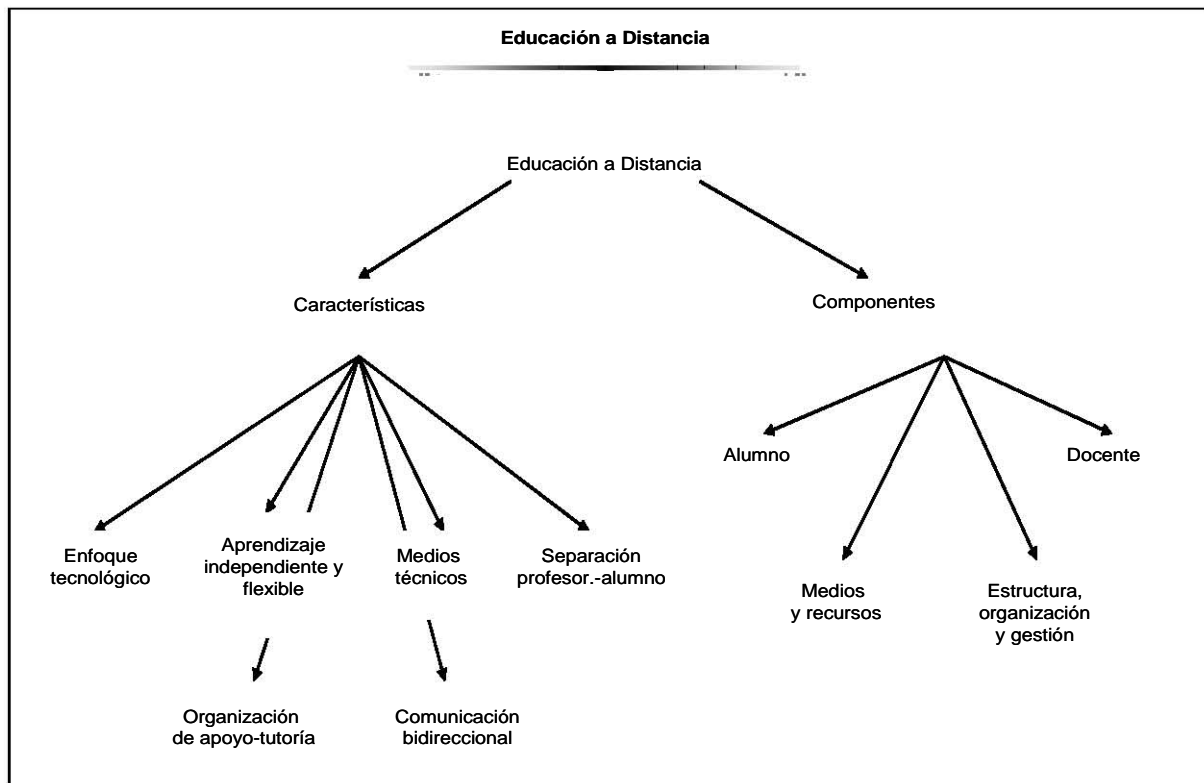 Educación a Distancia
Educación a Distancia
Características
Componentes
Alumno
Docente
Enfoque
tecnológico
Aprendizaje
independiente y
flexible
Medios
técnicos
Separación
profesor.-alumno
Medios
y recursos
Estructura,
organización
y gestión
Organización
de apoyo-tutoría
Comunicación
bidireccional